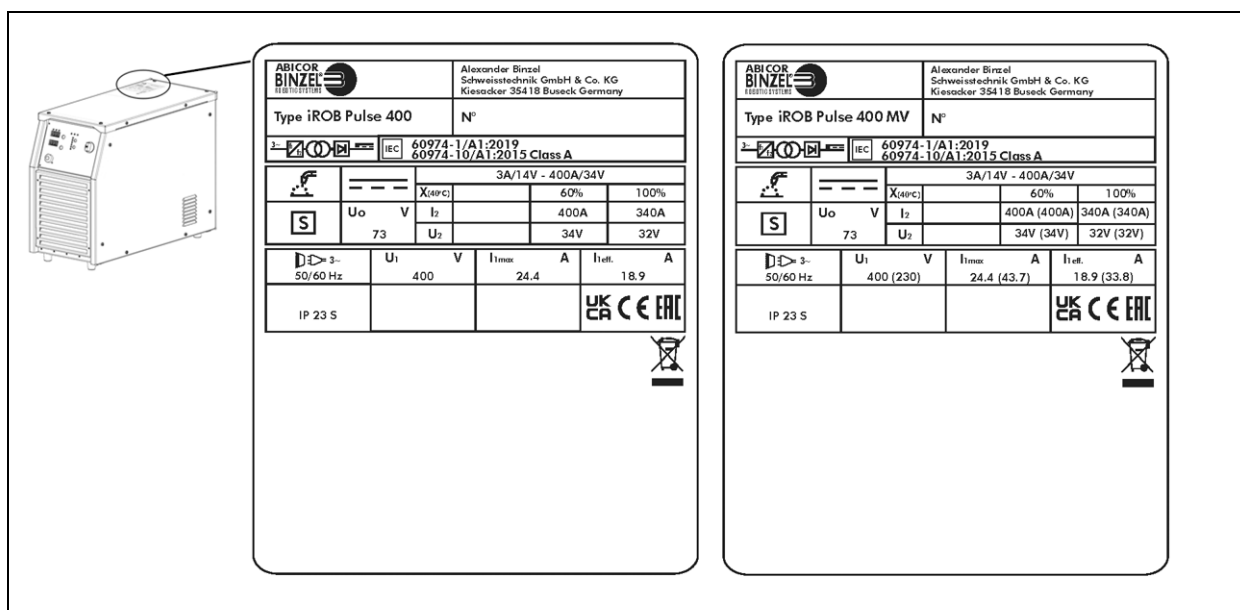 ABICOR
BINZEL®
ROBOTIC SYSTEMS
Alexander Binzel
Schweisstechnik GmbH & Co. KG
Kiesacker 35418 Buseck Germany
Type iROB Pulse 400
N°
3~
IEC
60974-1/A1:2019
60974-10/A1:2015 Class A
3A/14V - 400A/34V
X(40°C) 60% 100%
S
U0 V
73
I2 400A 340A
U2 34V 32V
3~
50/60 Hz
U1 V
400
I1max A
24.4
I1eff. A
18.9
IP 23 S
UK CA CE EAC
ABICOR
BINZEL®
ROBOTIC SYSTEMS
Alexander Binzel
Schweisstechnik GmbH & Co. KG
Kiesacker 35418 Buseck Germany
Type iROB Pulse 400 MV
N°
3~
IEC
60974-1/A1:2019
60974-10/A1:2015 Class A
3A/14V - 400A/34V
X(40°C) 60% 100%
S
U0 V
73
I2 400A (400A) 340A (340A)
U2 34V (34V) 32V (32V)
3~
50/60 Hz
U1 V
400 (230)
I1max A
24.4 (43.7)
I1eff. A
18.9 (33.8)
IP 23 S
UK CA CE EAC